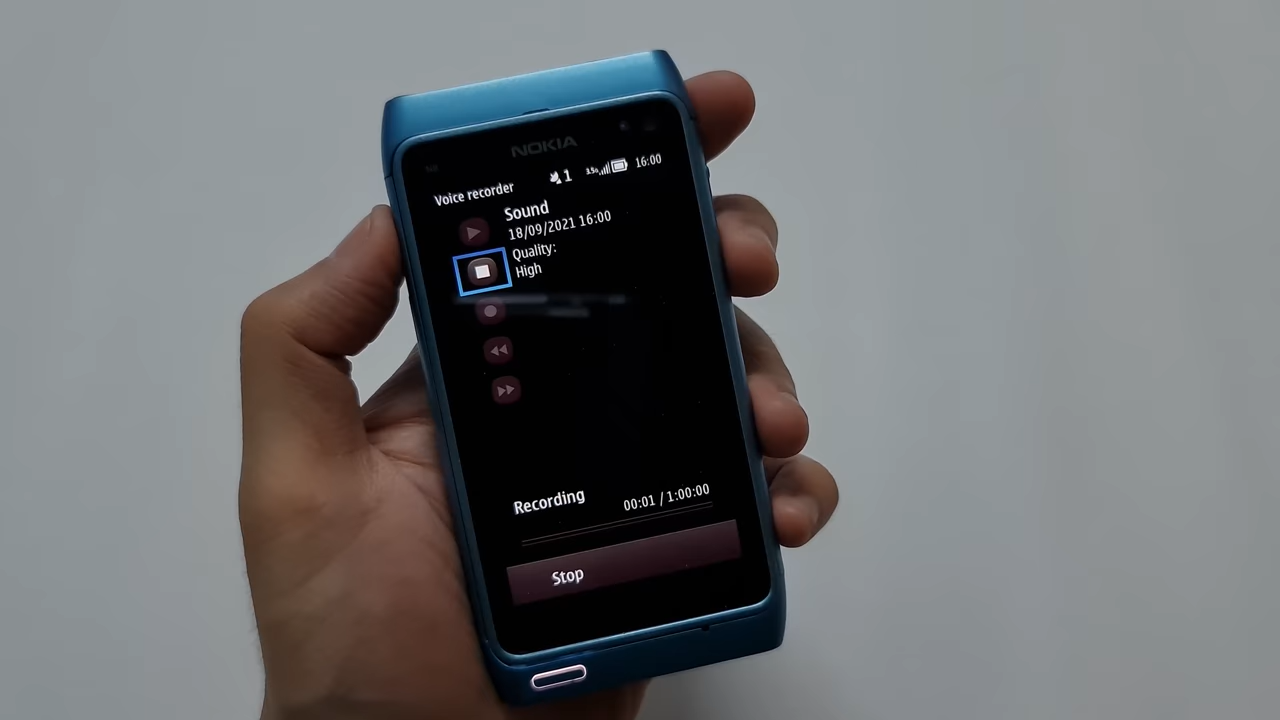 NOKIA
1 3.5G 16:00
Voice recorder
Sound
18/09/2021 16:00
Quality:
High
Recording
00:01 / 1:00:00
Stop